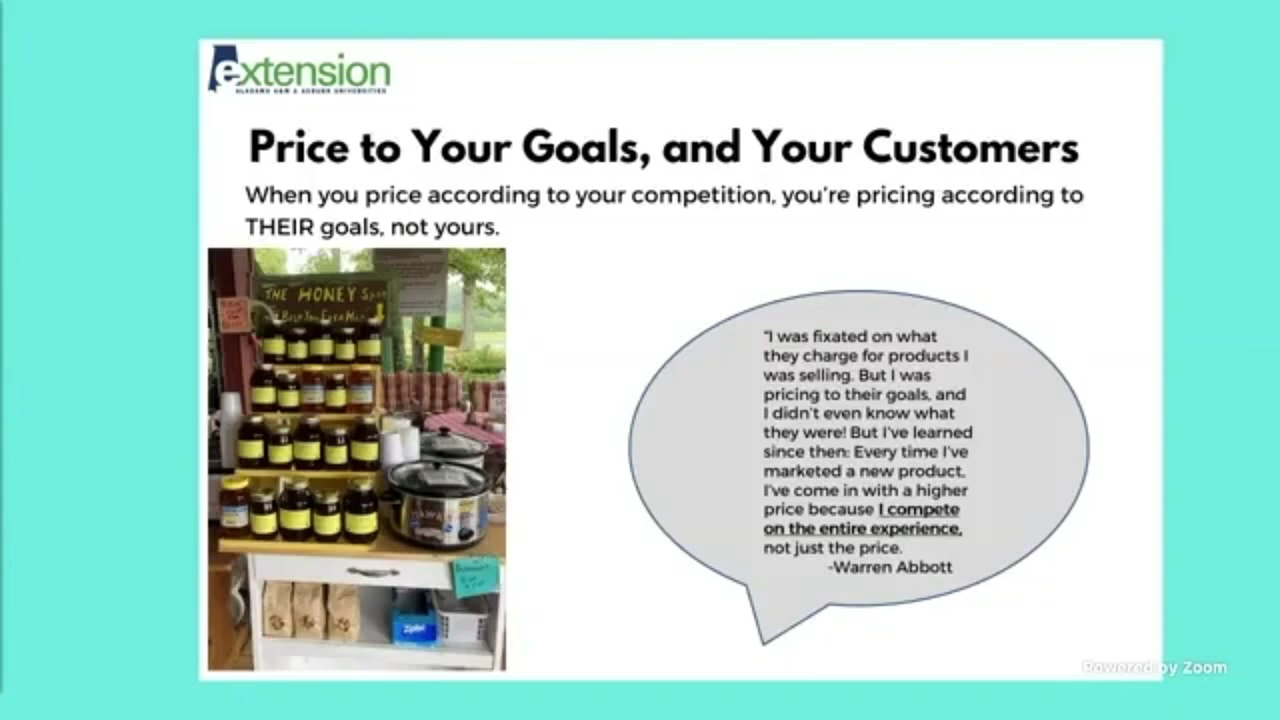 extension
ALABAMA A&M & AUBURN UNIVERSITIES
Price to Your Goals, and Your Customers
When you price according to your competition, you're pricing according to
THEIR goals, not yours.
THE HONEY
"I was fixated on what
they charge for products I
was selling. But I was
pricing to their goals, and
I didn't even know what
they were! But I've learned
since then: Every time I've
marketed a new product,
I've come in with a higher
price because I compete
on the entire experience,
not just the price.
-Warren Abbott
Ziploc
Powered by Zoom